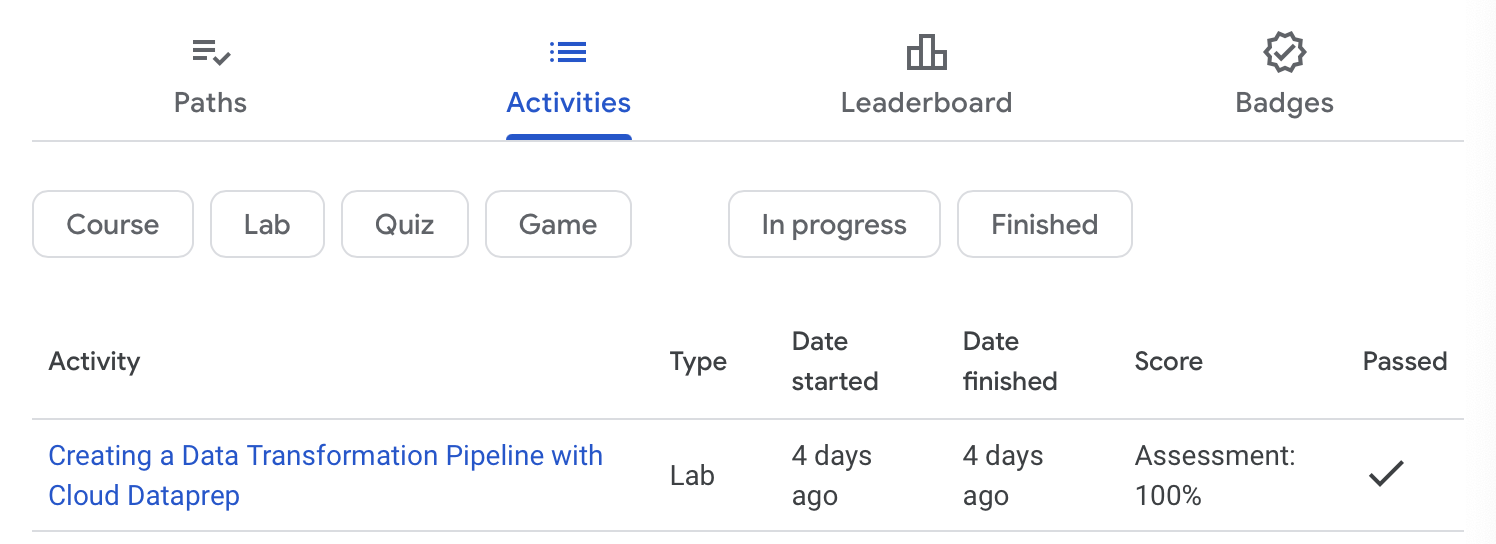 Paths
Activities
Leaderboard
Badges
Course
Lab
Quiz
Game
In progress
Finished
Activity
Type
Date
started
Date
finished
Score
Passed
Creating a Data Transformation Pipeline with
Cloud Dataprep
Lab
4 days
ago
4 days
ago
Assessment:
100%